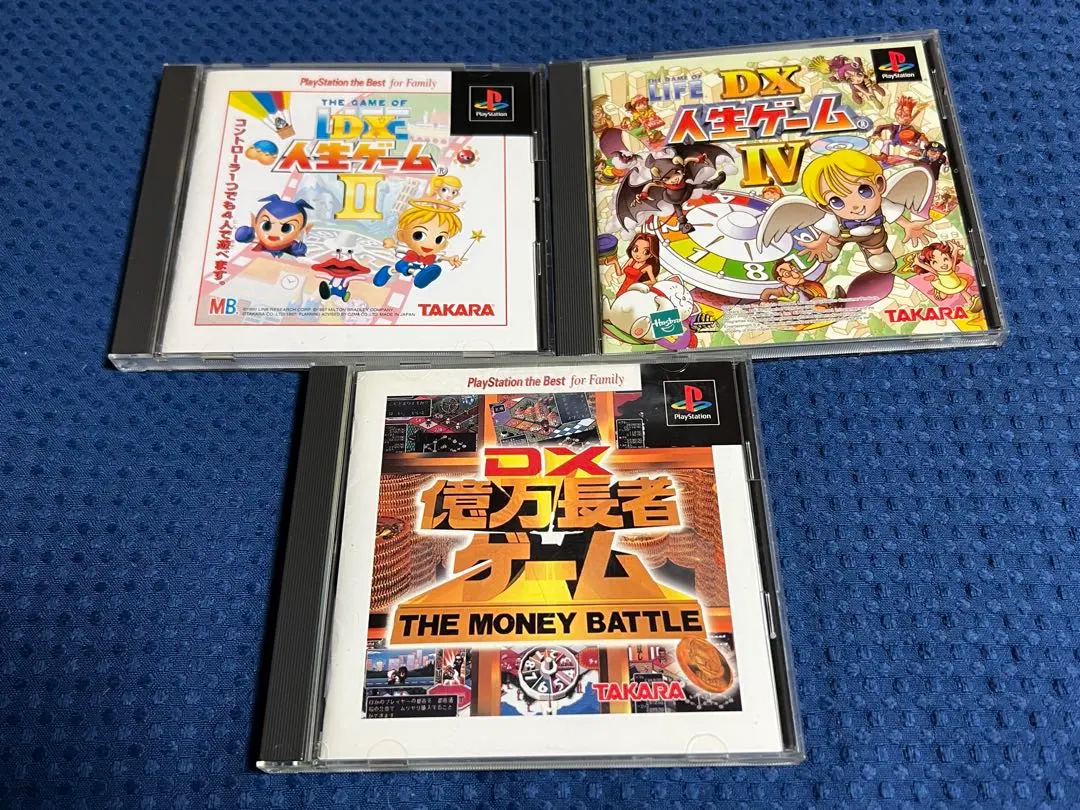 PlayStation the Best for Family
PlayStation
THE GAME OF
DX
人生ゲーム®
II
コントローラ1つでも4人で遊べます。
MB
TAKARA
PlayStation
THE GAME OF
LIFE
DX
人生ゲーム®
IV
1
7
8
Hasbro
TAKARA
PlayStation the Best for Family
PlayStation
DX
億万長者
ゲーム
THE MONEY BATTLE
TAKARA